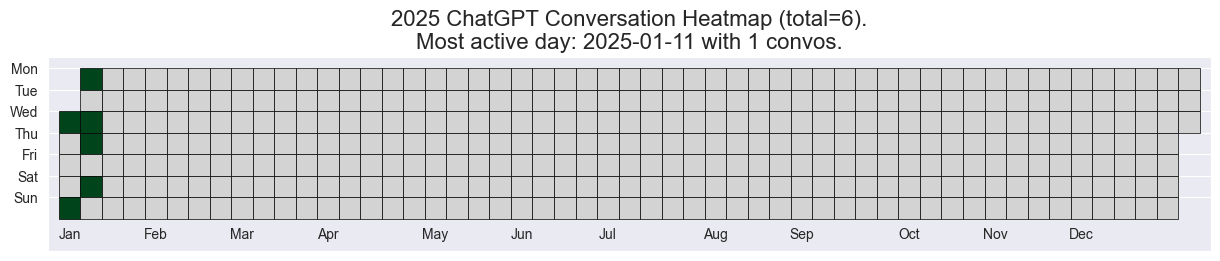 2025 ChatGPT Conversation Heatmap (total=6).
Most active day: 2025-01-11 with 1 convos.
Mon
Tue
Wed
Thu
Fri
Sat
Sun
Jan Feb Mar Apr May Jun Jul Aug Sep Oct Nov Dec